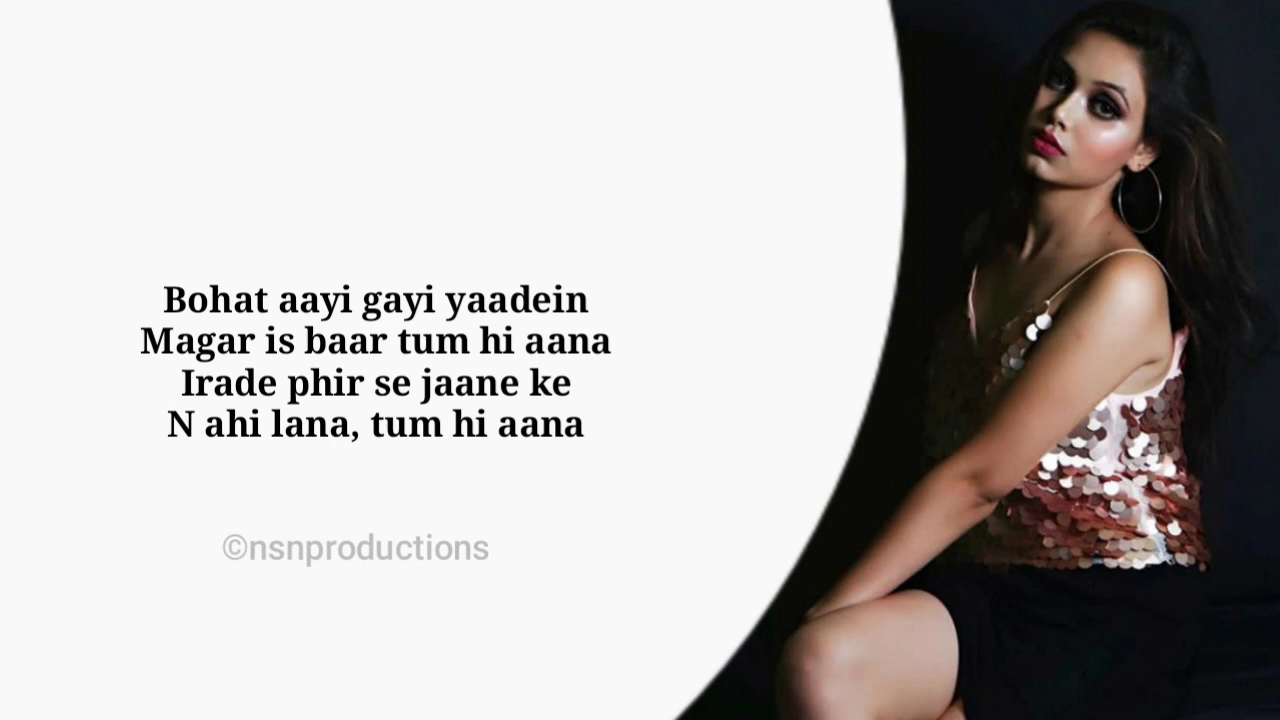 Bohat aayi gayi yaadein
Magar is baar tum hi aana
Irade phir se jaane ke
N ahi lana, tum hi aana
©nsnproductions